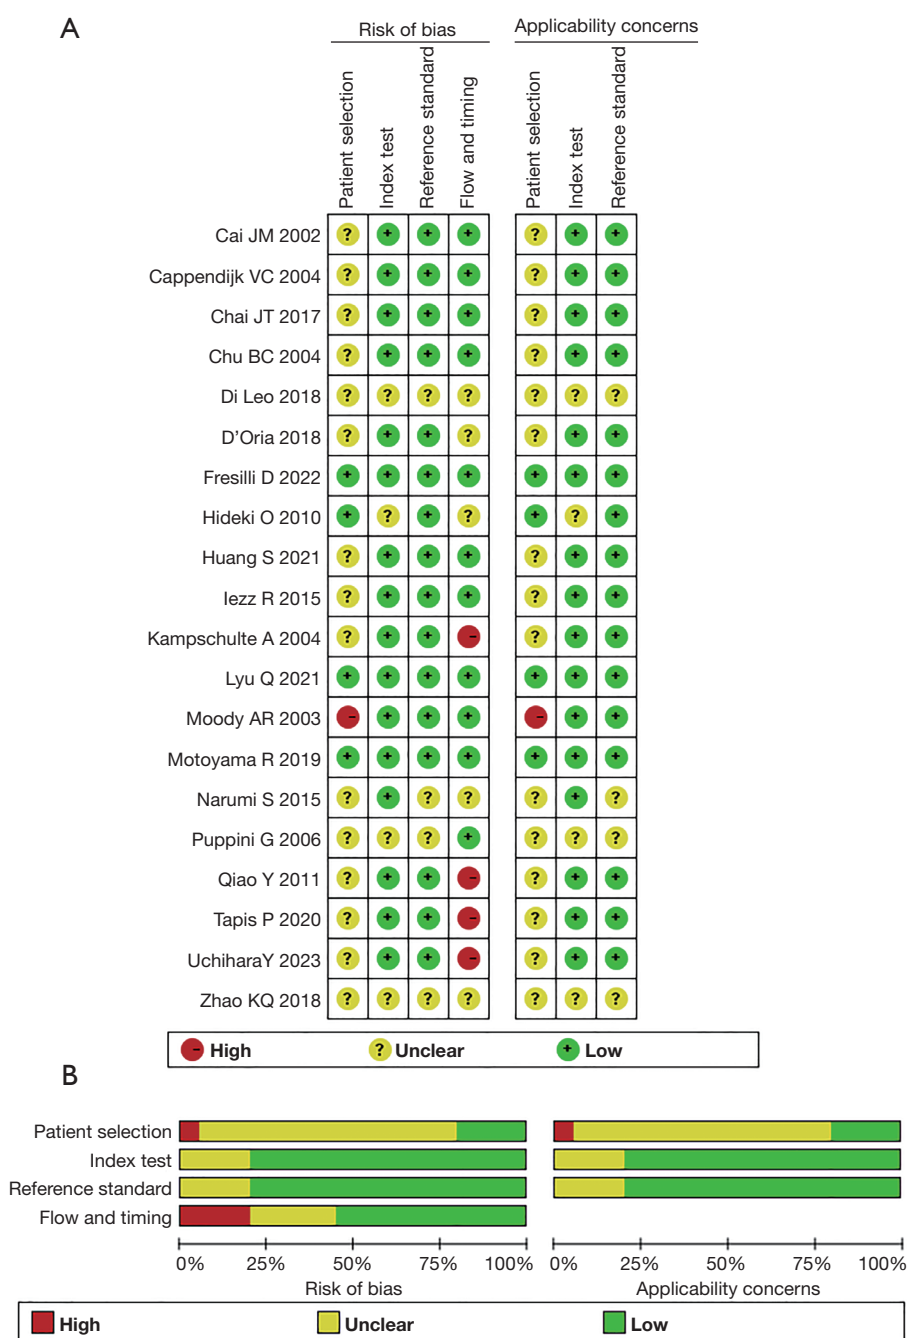 A
Risk of bias
Applicability concerns
Patient selection
Index test
Reference standard
Flow and timing
Patient selection
Index test
Reference standard
Cai JM 2002 ? + + + ? + +
Cappendijk VC 2004 ? + + + ? + +
Chai JT 2017 ? + + + ? + +
Chu BC 2004 ? + + + ? + +
Di Leo 2018 ? ? ? ? ? ? ?
D’Oria 2018 ? + + ? ? + +
Fresilli D 2022 + + + + + + +
Hideki O 2010 + ? + ? + ? +
Huang S 2021 ? + + + ? + +
Iezz R 2015 ? + + + ? + +
Kampschulte A 2004 ? + + - ? + +
Lyu Q 2021 + + + + + + +
Moody AR 2003 - + + + - + +
Motoyama R 2019 + + + + + + +
Narumi S 2015 ? + ? ? ? + ?
Puppini G 2006 ? ? ? + ? ? ?
Qiao Y 2011 ? + + - ? + +
Tapis P 2020 ? + + - ? + +
UchiharaY 2023 ? + + - ? + +
Zhao KQ 2018 ? ? ? ? ? ? ?
- High ? Unclear + Low
B
Patient selection
Index test
Reference standard
Flow and timing
0% 25% 50% 75% 100% 0% 25% 50% 75% 100%
Risk of bias Applicability concerns
High Unclear Low